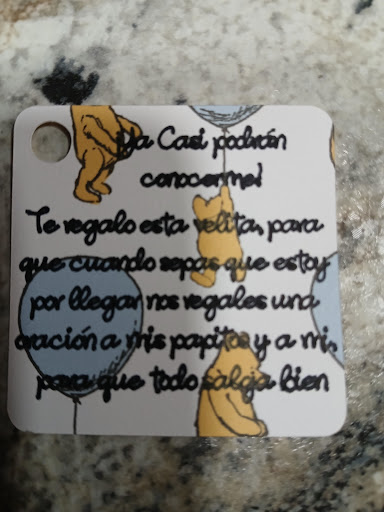 Ya Casi podrán
conocerme!
Te regalo esta velita, para
que cuando sepas que estoy
por llegar nos regales una
oración a mis papitos y a mi,
para que todo salga bien